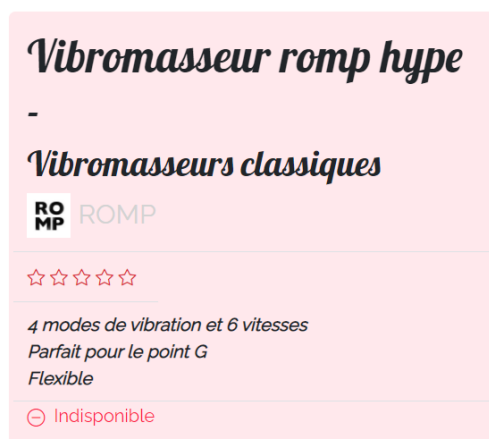 Vibromasseur romp hype
-
Vibromasseurs classiques
RO
MP
ROMP
4 modes de vibration et 6 vitesses
Parfait pour le point G
Flexible
Indisponible